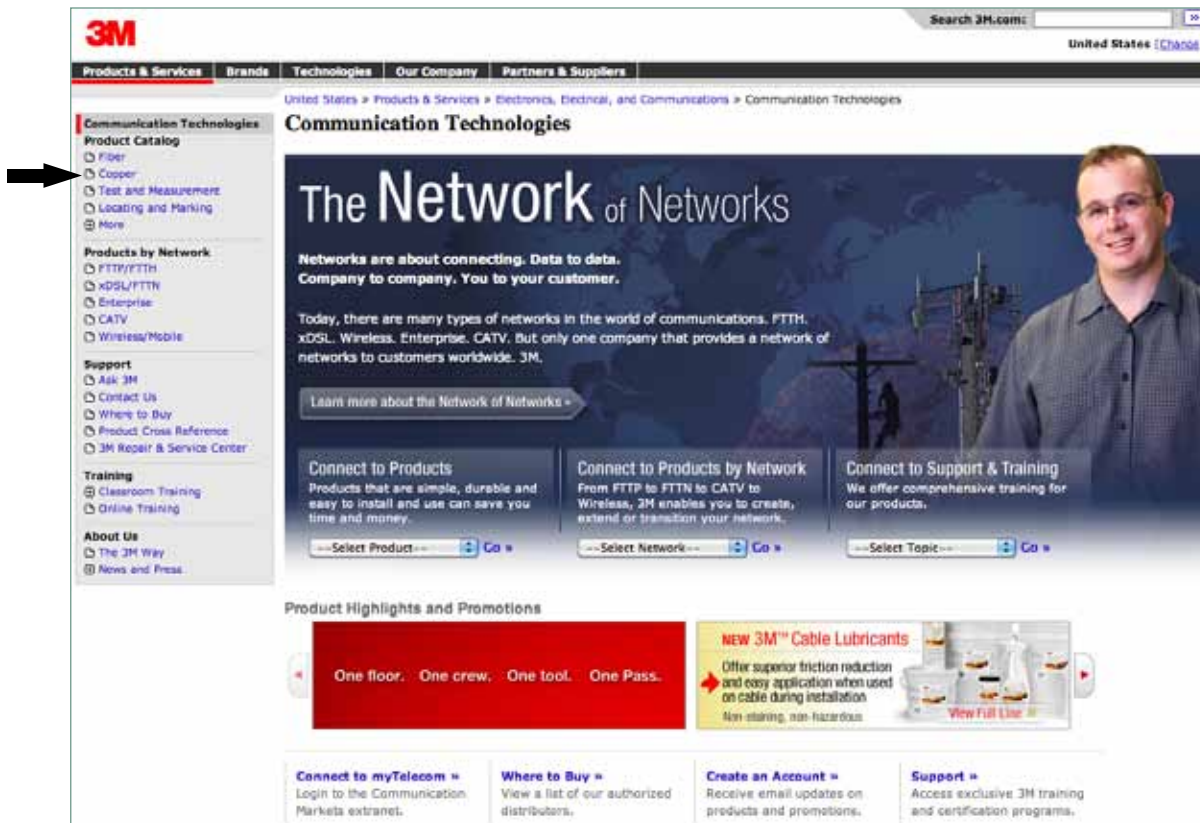 3M
Search 3M.com:
United States [Change
Products & Services Brands Technologies Our Company Partners & Suppliers
United States » Products & Services » Electronics, Electrical, and Communications » Communication Technologies
Communication Technologies
Product Catalog
Fiber
Copper
Test and Measurement
Locating and Marking
More
Products by Network
FTTP/FTTH
xDSL/FTTN
Enterprise
CATV
Wireless/Mobile
Support
Ask 3M
Contact Us
Where to Buy
Product Cross Reference
3M Repair & Service Center
Training
Classroom Training
Online Training
About Us
The 3M Way
News and Press
Communication Technologies
The Network of Networks
Networks are about connecting. Data to data.
Company to company. You to your customer.
Today, there are many types of networks in the world of communications. FTTH.
xDSL. Wireless. Enterprise. CATV. But only one company that provides a network of
networks to customers worldwide. 3M.
Learn more about the Network of Networks »
Connect to Products
Products that are simple, durable and
easy to install and use can save you
time and money.
---Select Product--- Go »
Connect to Products by Network
From FTTP to FTTN to CATV to
Wireless, 3M enables you to create,
extend or transition your network.
---Select Network--- Go »
Connect to Support & Training
We offer comprehensive training for
our products.
---Select Topic--- Go »
Product Highlights and Promotions
One floor. One crew. One tool. One Pass.
NEW 3M™ Cable Lubricants
Offer superior friction reduction
and easy application when used
on cable during installation
Non-staining, non-hazardous
View Full Line
Connect to myTelecom »
Login to the Communication
Markets extranet.
Where to Buy »
View a list of our authorized
distributors.
Create an Account »
Receive email updates on
products and promotions.
Support »
Access exclusive 3M training
and certification programs.